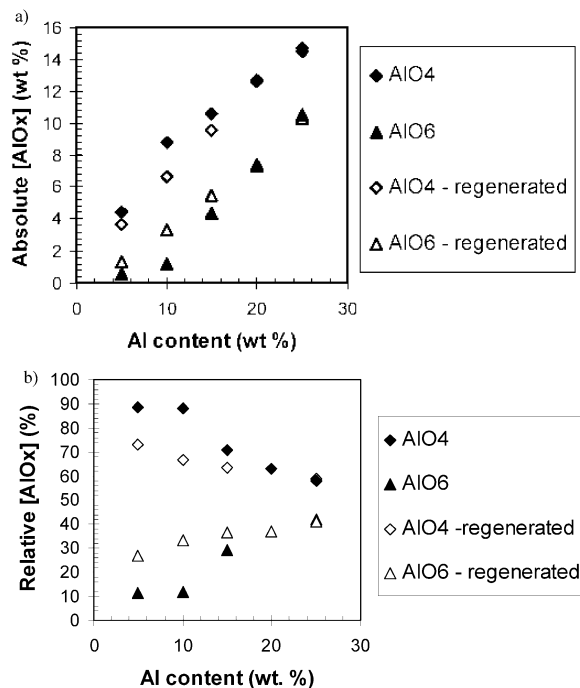 a)
Absolute [AlOx] (wt %)
16
14
12
10
8
6
4
2
0
0 10 20 30
Al content (wt %)
AlO4
AlO6
AlO4 - regenerated
AlO6 - regenerated
b)
Relative [AlOx] (%)
100
90
80
70
60
50
40
30
20
10
0
0 10 20 30
Al content (wt. %)
AlO4
AlO6
AlO4 -regenerated
AlO6 - regenerated